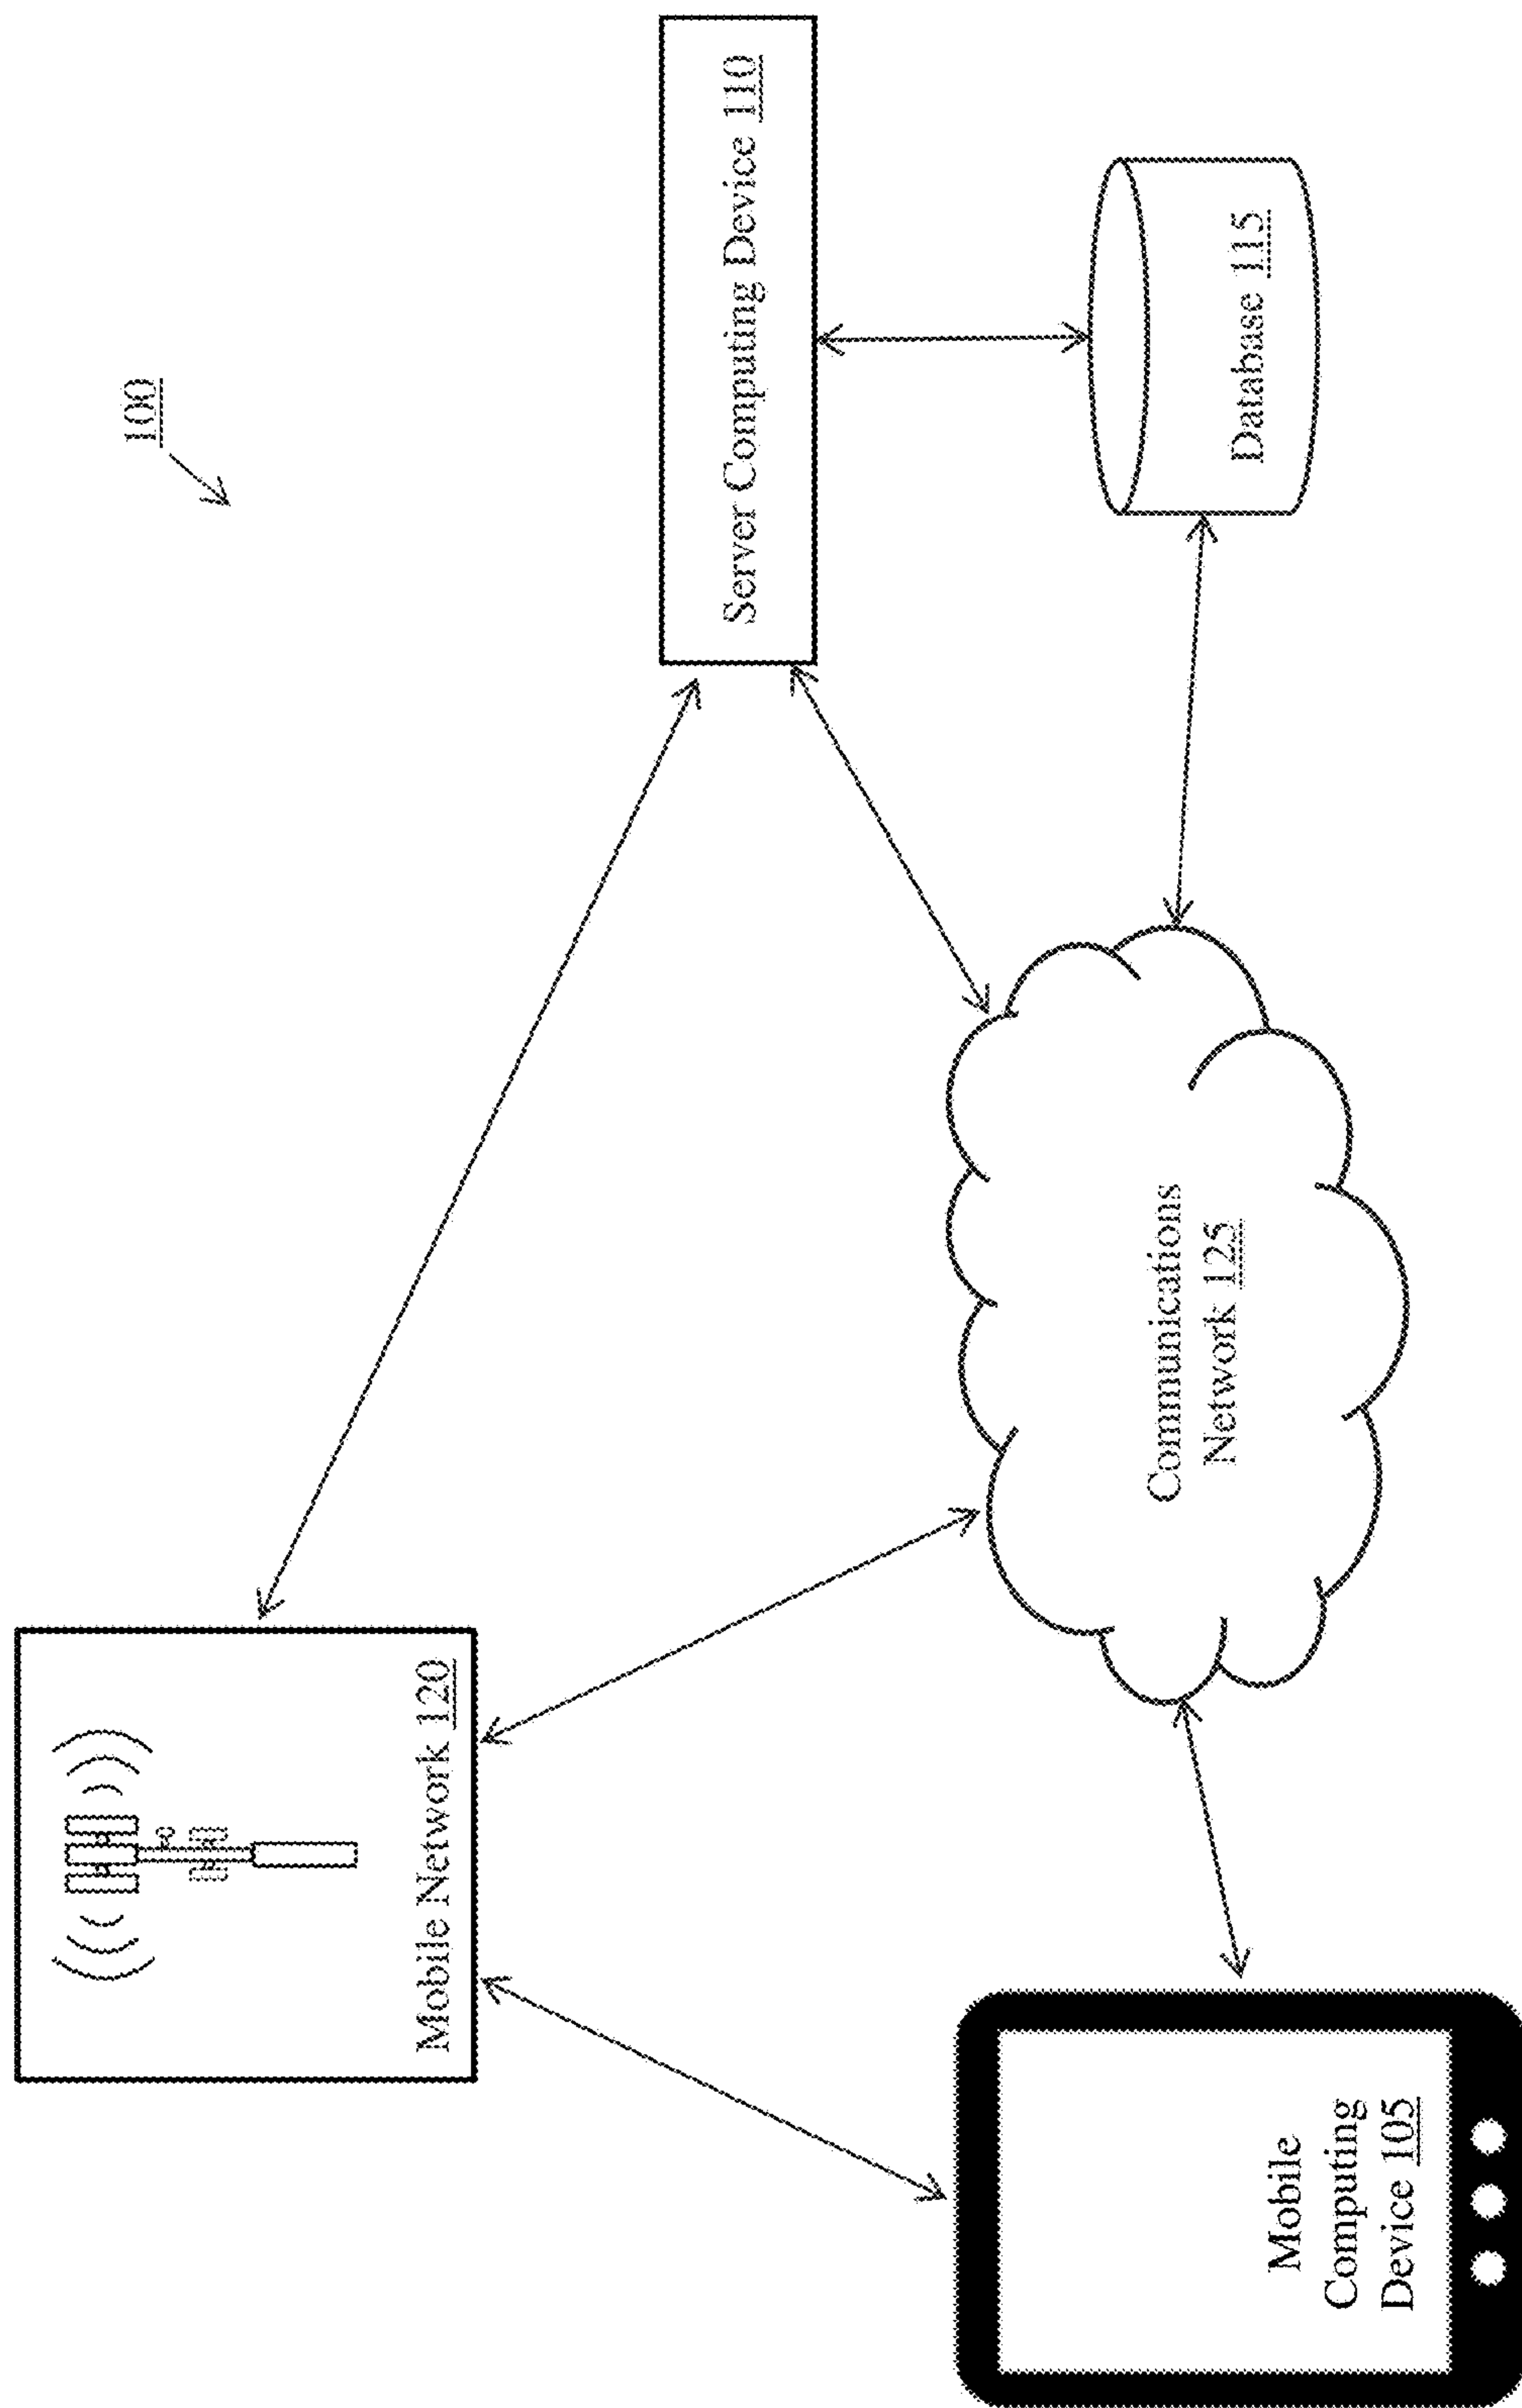 100
Mobile Network 120
Server Computing Device 110
Communications
Network 125
Database 115
Mobile
Computing
Device 105